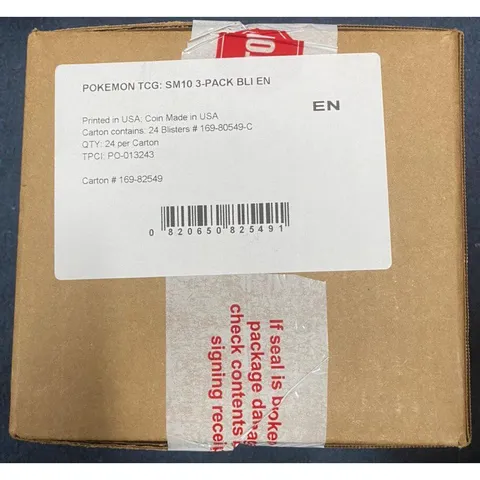 POKEMON TCG: SM10 3-PACK BLI EN
EN
Printed in USA; Coin Made in USA
Carton contains: 24 Blisters # 169-80549-C
QTY: 24 per Carton
TPCI: PO-013243
Carton # 169-82549
0 820650 825491
If seal is broken
package
check contents
signing